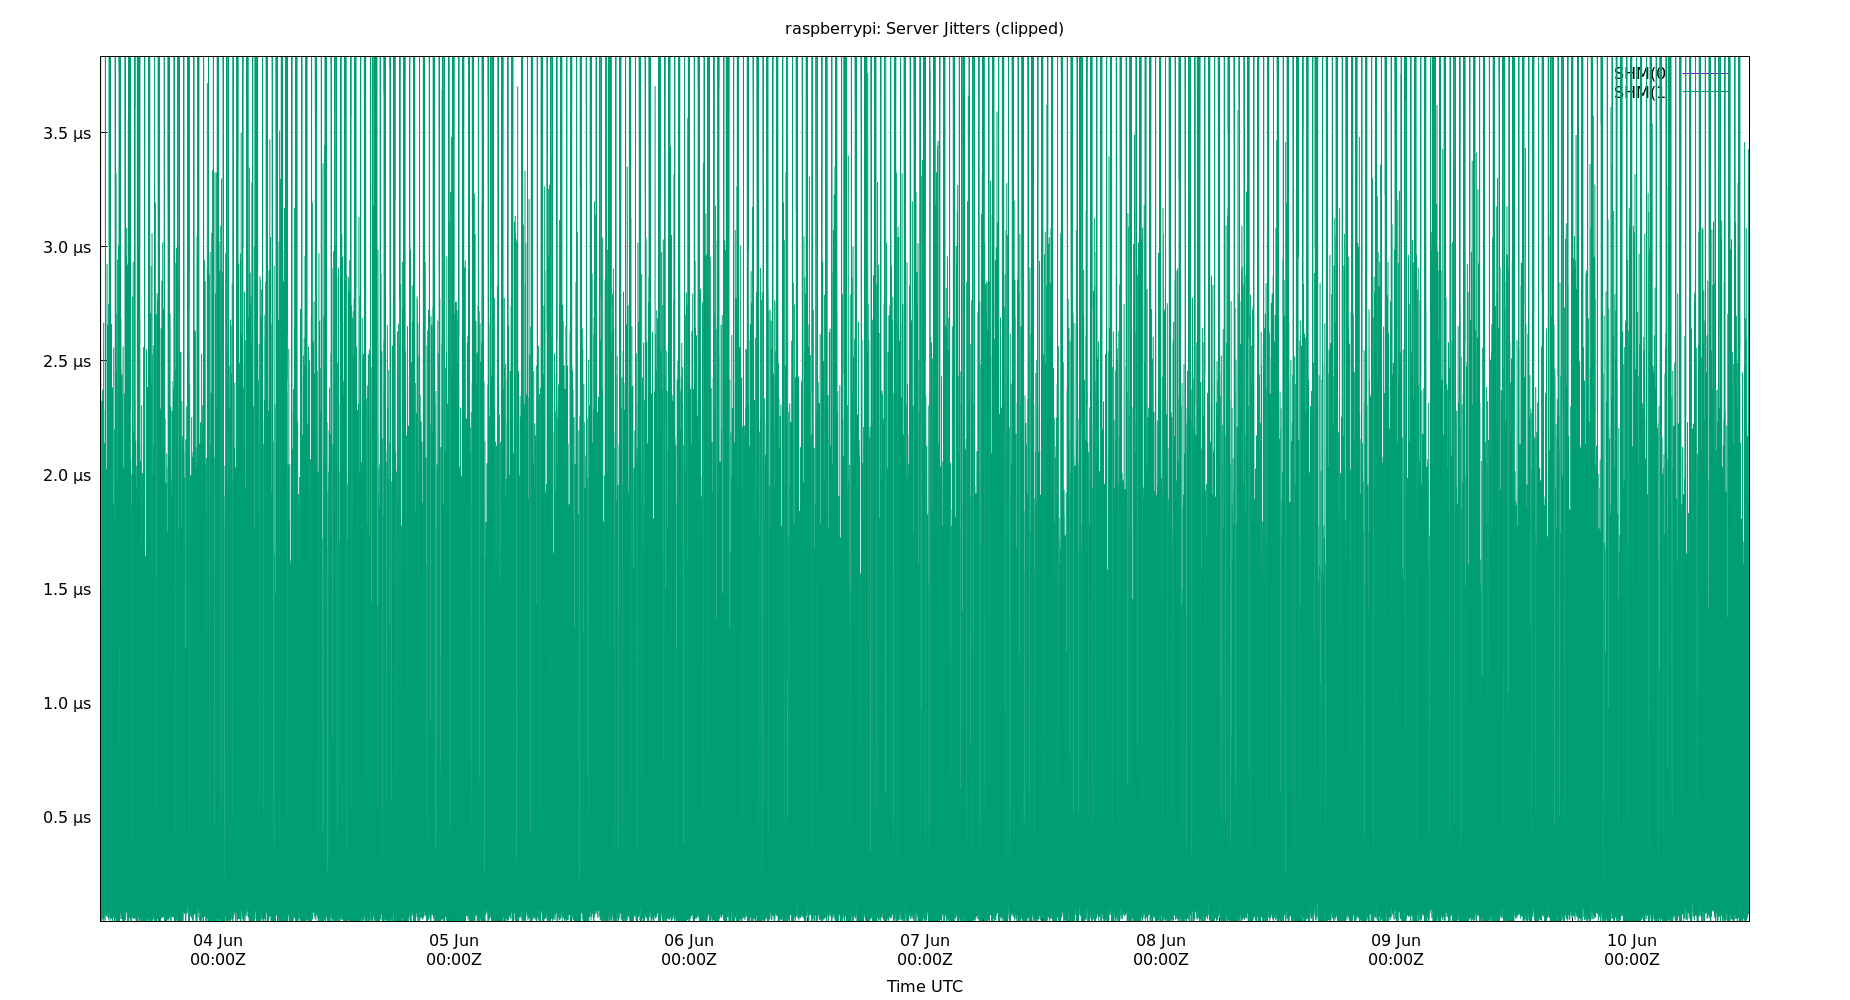 raspberrypi: Server Jitters (clipped)
SHM(0)
SHM(1)
3.5 µs
3.0 µs
2.5 µs
2.0 µs
1.5 µs
1.0 µs
0.5 µs
04 Jun 05 Jun 06 Jun 07 Jun 08 Jun 09 Jun 10 Jun
00:00Z 00:00Z 00:00Z 00:00Z 00:00Z 00:00Z 00:00Z
Time UTC